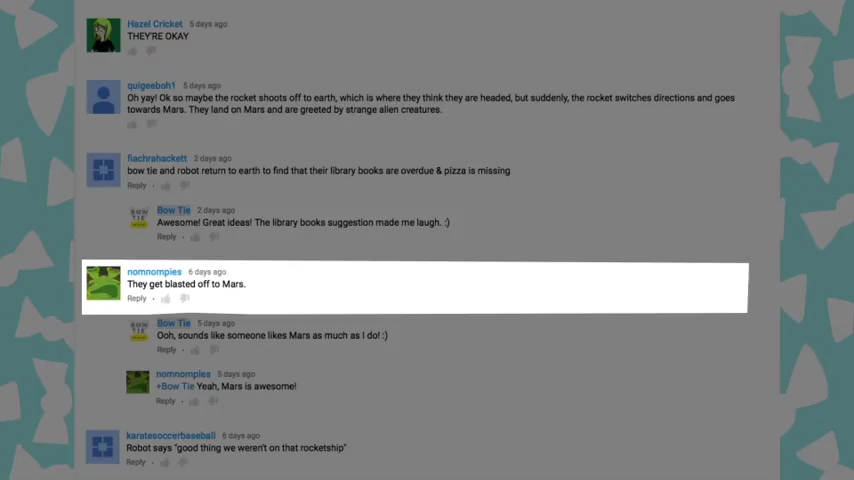 Hazel Cricket 5 days ago
THEY'RE OKAY
quigeeboh1 5 days ago
Oh yay! Ok so maybe the rocket shoots off to earth, which is where they think they are headed, but suddenly, the rocket switches directions and goes
towards Mars. They land on Mars and are greeted by strange alien creatures.
fiachrahackett 2 days ago
bow tie and robot return to earth to find that their library books are overdue & pizza is missing
Reply ·
BOW
TIE
Bow Tie 2 days ago
Awesome! Great ideas! The library books suggestion made me laugh. :)
Reply ·
nomnompies 6 days ago
They get blasted off to Mars.
Reply ·
BOW
TIE
Bow Tie 5 days ago
Ooh, sounds like someone likes Mars as much as I do! :)
Reply ·
nomnompies 5 days ago
+Bow Tie Yeah, Mars is awesome!
Reply ·
karatesoccerbaseball 6 days ago
Robot says "good thing we weren't on that rocketship"
Reply ·